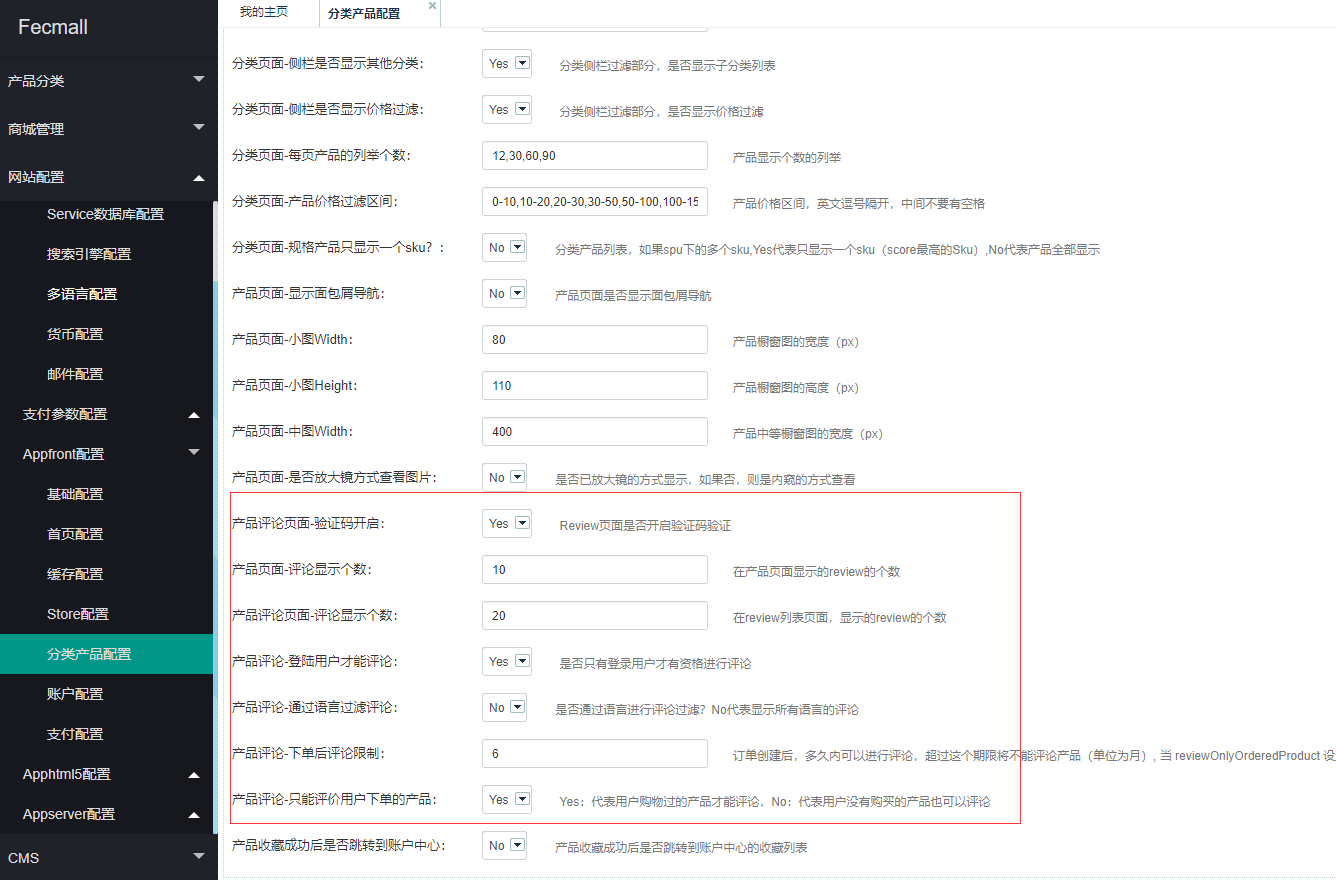 Fecmall
产品分类
商城管理
网站配置
Service数据库配置
搜索引擎配置
多语言配置
货币配置
邮件配置
支付参数配置
Appfront配置
基础配置
首页配置
缓存配置
Store配置
分类产品配置
账户配置
支付配置
Apphtml5配置
Appserver配置
CMS
我的主页 分类产品配置
分类页面-侧栏是否显示其他分类: Yes 分类侧栏过滤部分，是否显示子分类列表
分类页面-侧栏是否显示价格过滤: Yes 分类侧栏过滤部分，是否显示价格过滤
分类页面-每页产品的列举个数: 12,30,60,90 产品显示个数的列举
分类页面-产品价格过滤区间: 0-10,10-20,20-30,30-50,50-100,100-15 产品价格区间，英文逗号隔开，中间不要有空格
分类页面-规格产品只显示一个sku？: No 分类产品列表，如果spu下的多个sku,Yes代表只显示一个sku（score最高的Sku）,No代表产品全部显示
产品页面-显示面包屑导航: No 产品页面是否显示面包屑导航
产品页面-小图Width: 80 产品橱窗图的宽度（px）
产品页面-小图Height: 110 产品橱窗图的高度（px）
产品页面-中图Width: 400 产品中等橱窗图的宽度（px）
产品页面-是否放大镜方式查看图片: No 是否已放大镜的方式显示，如果否，则是内窥的方式查看
产品评论页面-验证码开启: Yes Review页面是否开启验证码验证
产品页面-评论显示个数: 10 在产品页面显示的review的个数
产品评论页面-评论显示个数: 20 在review列表页面，显示的review的个数
产品评论-登陆用户才能评论: Yes 是否只有登录用户才有资格进行评论
产品评论-通过语言过滤评论: No 是否通过语言进行评论过滤？No代表显示所有语言的评论
产品评论-下单后评论限制: 6 订单创建后，多久内可以进行评论，超过这个期限将不能评论产品（单位为月）, 当 reviewOnlyOrderedProduct 设
产品评论-只能评价用户下单的产品: Yes Yes：代表用户购物过的产品才能评论，No：代表用户没有购买的产品也可以评论
产品收藏成功后是否跳转到账户中心: No 产品收藏成功后是否跳转到账户中心的收藏列表